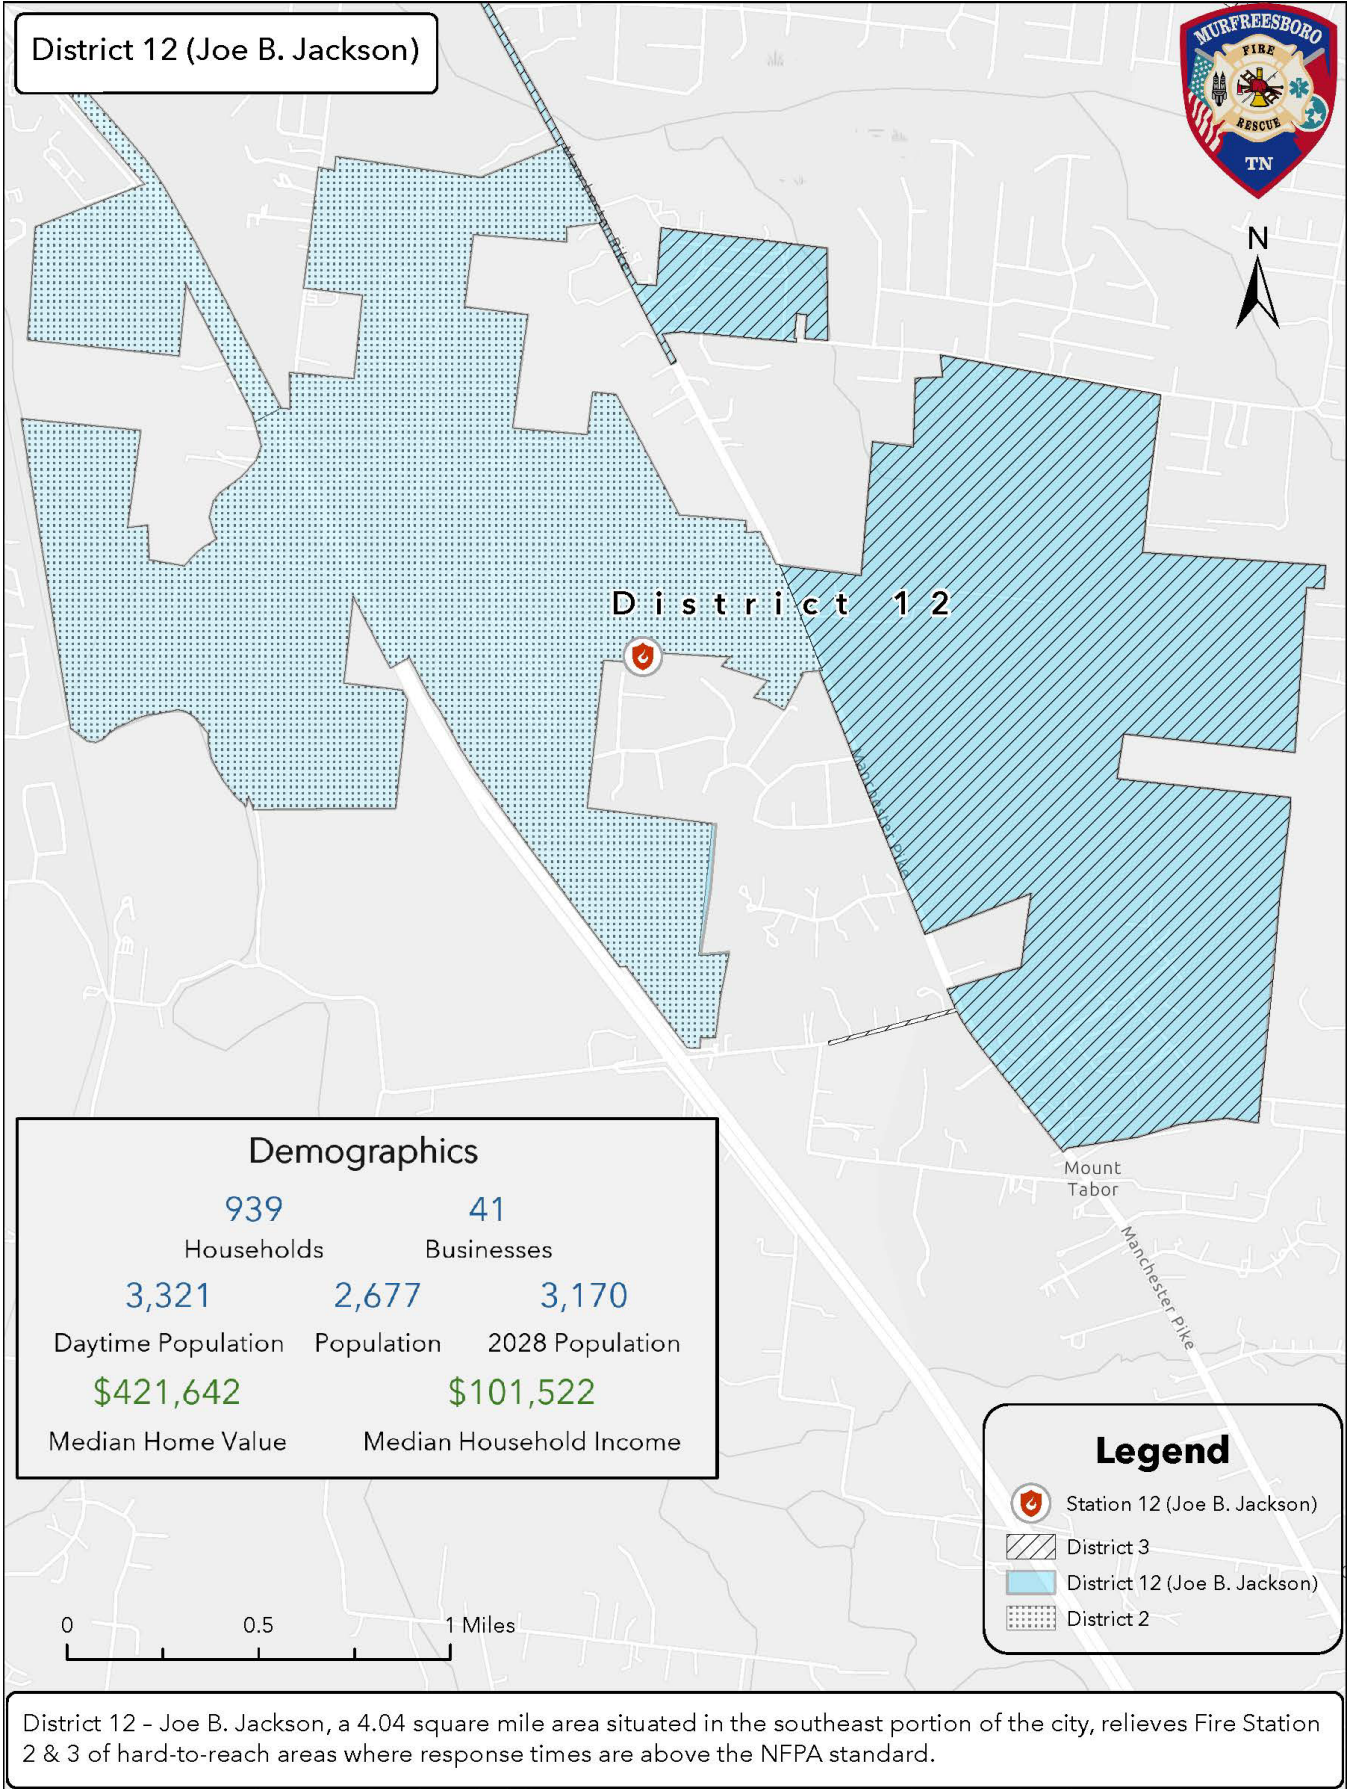 District 12 (Joe B. Jackson)
MURFREESBORO
FIRE
RESCUE
TN
N
District 12
Manchester Pike
Mount
Tabor
Manchester Pike
Demographics
939 41
Households Businesses
3,321 2,677 3,170
Daytime Population Population 2028 Population
$421,642 $101,522
Median Home Value Median Household Income
Legend
Station 12 (Joe B. Jackson)
District 3
District 12 (Joe B. Jackson)
District 2
0 0.5 1 Miles
District 12 – Joe B. Jackson, a 4.04 square mile area situated in the southeast portion of the city, relieves Fire Station
2 & 3 of hard-to-reach areas where response times are above the NFPA standard.